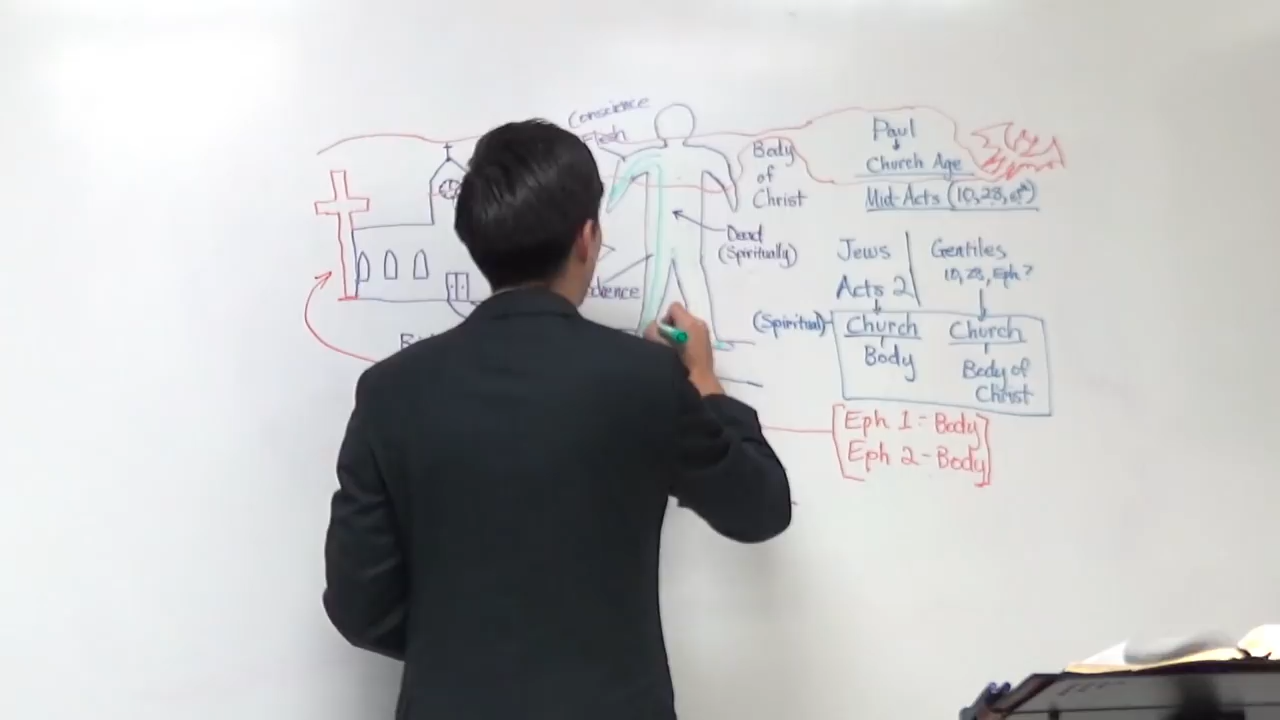 Conscience
Flesh
Body
of
Christ
Dead
(Spiritually)
Paul
Church Age
Mid-Acts (10,28,
Jews
Gentiles
10,28, Eph?
Acts 2
(Spiritual)
Church
Body
Church
Body of
Christ
Eph 1 = Body
Eph 2 - Body